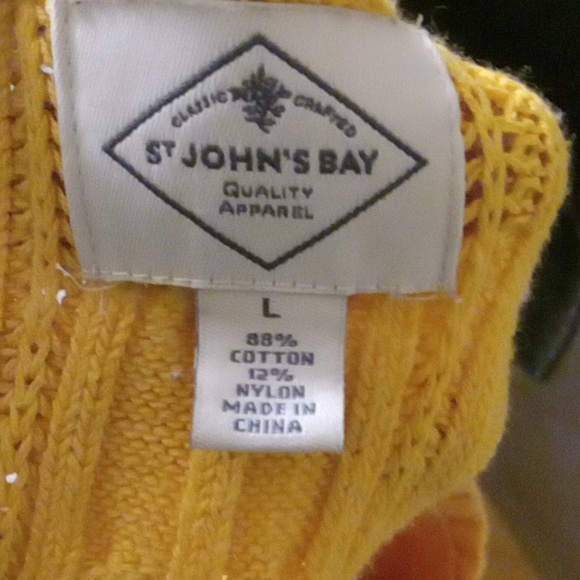 CLASSIC CRAFTED
ST JOHN'S BAY
QUALITY
APPAREL
L
88%
COTTON
12%
NYLON
MADE IN
CHINA